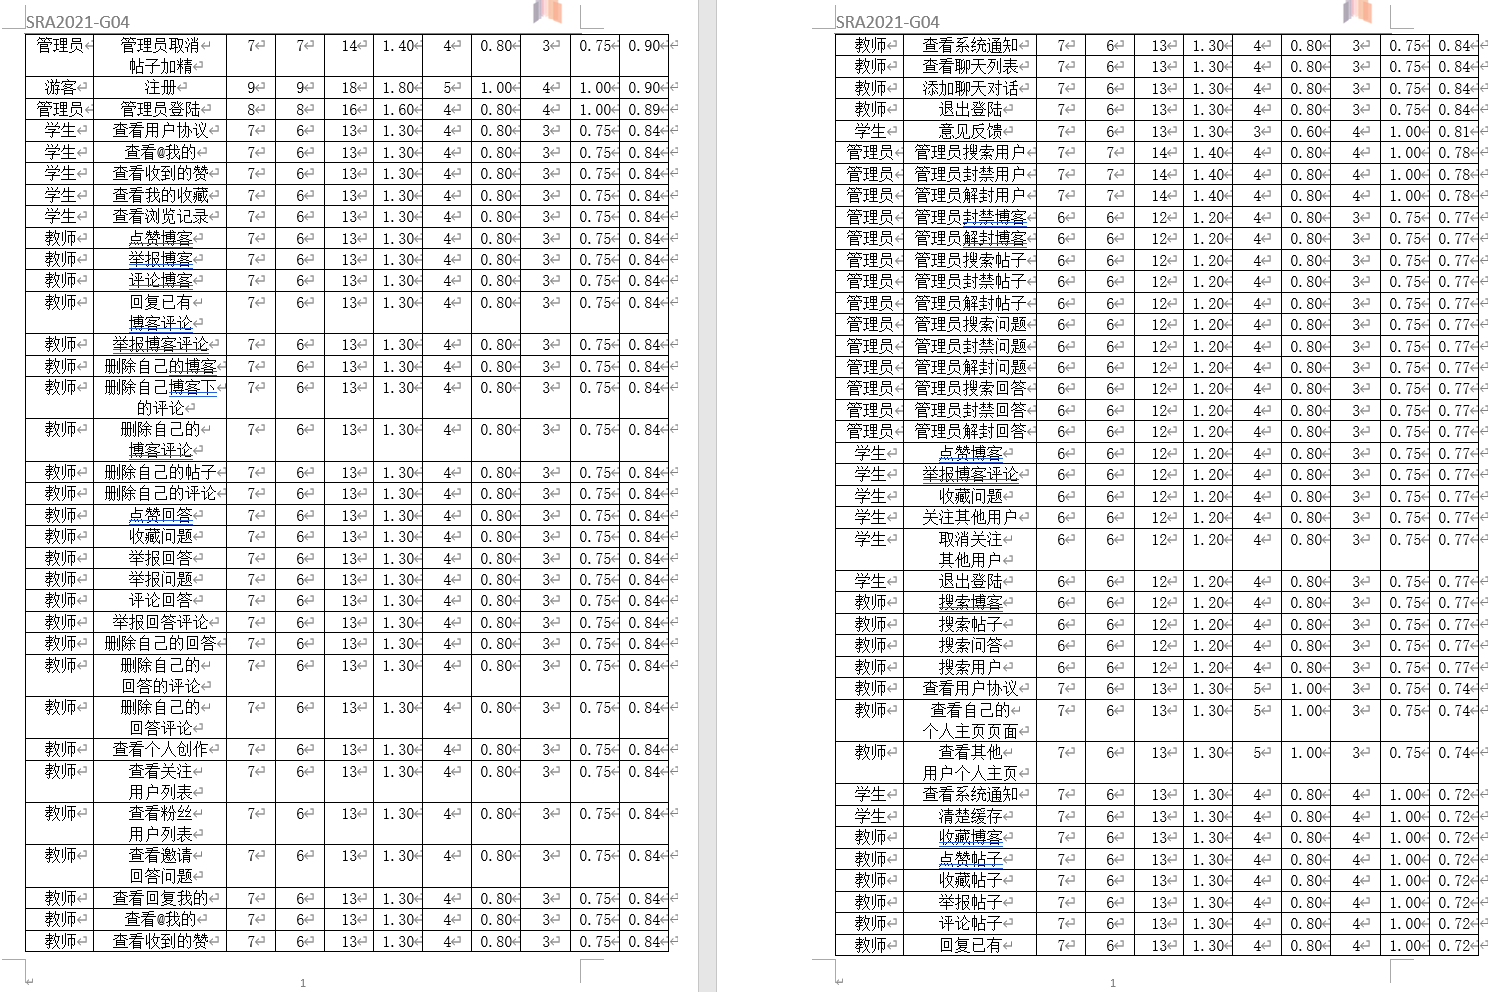 SRA2021-G04
管理员 管理员取消 7 7 14 1.40 4 0.80 3 0.75 0.90
帖子加精
游客 注册 9 9 18 1.80 5 1.00 4 1.00 0.90
管理员 管理员登陆 8 8 16 1.60 4 0.80 4 1.00 0.89
学生 查看用户协议 7 6 13 1.30 4 0.80 3 0.75 0.84
学生 查看@我的 7 6 13 1.30 4 0.80 3 0.75 0.84
学生 查看收到的赞 7 6 13 1.30 4 0.80 3 0.75 0.84
学生 查看我的收藏 7 6 13 1.30 4 0.80 3 0.75 0.84
学生 查看浏览记录 7 6 13 1.30 4 0.80 3 0.75 0.84
教师 点赞博客 7 6 13 1.30 4 0.80 3 0.75 0.84
教师 举报博客 7 6 13 1.30 4 0.80 3 0.75 0.84
教师 评论博客 7 6 13 1.30 4 0.80 3 0.75 0.84
教师 回复已有 7 6 13 1.30 4 0.80 3 0.75 0.84
博客评论
教师 举报博客评论 7 6 13 1.30 4 0.80 3 0.75 0.84
教师 删除自己的博客 7 6 13 1.30 4 0.80 3 0.75 0.84
教师 删除自己博客下 7 6 13 1.30 4 0.80 3 0.75 0.84
的评论
教师 删除自己的 7 6 13 1.30 4 0.80 3 0.75 0.84
博客评论
教师 删除自己的帖子 7 6 13 1.30 4 0.80 3 0.75 0.84
教师 删除自己的评论 7 6 13 1.30 4 0.80 3 0.75 0.84
教师 点赞回答 7 6 13 1.30 4 0.80 3 0.75 0.84
教师 收藏问题 7 6 13 1.30 4 0.80 3 0.75 0.84
教师 举报回答 7 6 13 1.30 4 0.80 3 0.75 0.84
教师 举报问题 7 6 13 1.30 4 0.80 3 0.75 0.84
教师 评论回答 7 6 13 1.30 4 0.80 3 0.75 0.84
教师 举报回答评论 7 6 13 1.30 4 0.80 3 0.75 0.84
教师 删除自己的回答 7 6 13 1.30 4 0.80 3 0.75 0.84
教师 删除自己的 7 6 13 1.30 4 0.80 3 0.75 0.84
回答的评论
教师 删除自己的 7 6 13 1.30 4 0.80 3 0.75 0.84
回答评论
教师 查看个人创作 7 6 13 1.30 4 0.80 3 0.75 0.84
教师 查看关注 7 6 13 1.30 4 0.80 3 0.75 0.84
用户列表
教师 查看粉丝 7 6 13 1.30 4 0.80 3 0.75 0.84
用户列表
教师 查看邀请 7 6 13 1.30 4 0.80 3 0.75 0.84
回答问题
教师 查看回复我的 7 6 13 1.30 4 0.80 3 0.75 0.84
教师 查看@我的 7 6 13 1.30 4 0.80 3 0.75 0.84
教师 查看收到的赞 7 6 13 1.30 4 0.80 3 0.75 0.84
1
SRA2021-G04
教师 查看系统通知 7 6 13 1.30 4 0.80 3 0.75 0.84
教师 查看聊天列表 7 6 13 1.30 4 0.80 3 0.75 0.84
教师 添加聊天对话 7 6 13 1.30 4 0.80 3 0.75 0.84
教师 退出登陆 7 6 13 1.30 4 0.80 3 0.75 0.84
学生 意见反馈 7 6 13 1.30 3 0.60 4 1.00 0.81
管理员 管理员搜索用户 7 7 14 1.40 4 0.80 4 1.00 0.78
管理员 管理员封禁用户 7 7 14 1.40 4 0.80 4 1.00 0.78
管理员 管理员解封用户 7 7 14 1.40 4 0.80 4 1.00 0.78
管理员 管理员封禁博客 6 6 12 1.20 4 0.80 3 0.75 0.77
管理员 管理员解封博客 6 6 12 1.20 4 0.80 3 0.75 0.77
管理员 管理员搜索帖子 6 6 12 1.20 4 0.80 3 0.75 0.77
管理员 管理员封禁帖子 6 6 12 1.20 4 0.80 3 0.75 0.77
管理员 管理员解封帖子 6 6 12 1.20 4 0.80 3 0.75 0.77
管理员 管理员搜索问题 6 6 12 1.20 4 0.80 3 0.75 0.77
管理员 管理员封禁问题 6 6 12 1.20 4 0.80 3 0.75 0.77
管理员 管理员解封问题 6 6 12 1.20 4 0.80 3 0.75 0.77
管理员 管理员搜索回答 6 6 12 1.20 4 0.80 3 0.75 0.77
管理员 管理员封禁回答 6 6 12 1.20 4 0.80 3 0.75 0.77
管理员 管理员解封回答 6 6 12 1.20 4 0.80 3 0.75 0.77
学生 点赞博客 6 6 12 1.20 4 0.80 3 0.75 0.77
学生 举报博客评论 6 6 12 1.20 4 0.80 3 0.75 0.77
学生 收藏问题 6 6 12 1.20 4 0.80 3 0.75 0.77
学生 关注其他用户 6 6 12 1.20 4 0.80 3 0.75 0.77
学生 取消关注 6 6 12 1.20 4 0.80 3 0.75 0.77
其他用户
学生 退出登陆 6 6 12 1.20 4 0.80 3 0.75 0.77
教师 搜索博客 6 6 12 1.20 4 0.80 3 0.75 0.77
教师 搜索帖子 6 6 12 1.20 4 0.80 3 0.75 0.77
教师 搜索问答 6 6 12 1.20 4 0.80 3 0.75 0.77
教师 搜索用户 6 6 12 1.20 4 0.80 3 0.75 0.77
教师 查看用户协议 7 6 13 1.30 5 1.00 3 0.75 0.74
教师 查看自己的 7 6 13 1.30 5 1.00 3 0.75 0.74
个人主页页面
教师 查看其他 7 6 13 1.30 5 1.00 3 0.75 0.74
用户个人主页
学生 查看系统通知 7 6 13 1.30 4 0.80 4 1.00 0.72
学生 清楚缓存 7 6 13 1.30 4 0.80 4 1.00 0.72
教师 收藏博客 7 6 13 1.30 4 0.80 4 1.00 0.72
教师 点赞帖子 7 6 13 1.30 4 0.80 4 1.00 0.72
教师 收藏帖子 7 6 13 1.30 4 0.80 4 1.00 0.72
教师 举报帖子 7 6 13 1.30 4 0.80 4 1.00 0.72
教师 评论帖子 7 6 13 1.30 4 0.80 4 1.00 0.72
教师 回复已有 7 6 13 1.30 4 0.80 4 1.00 0.72
1